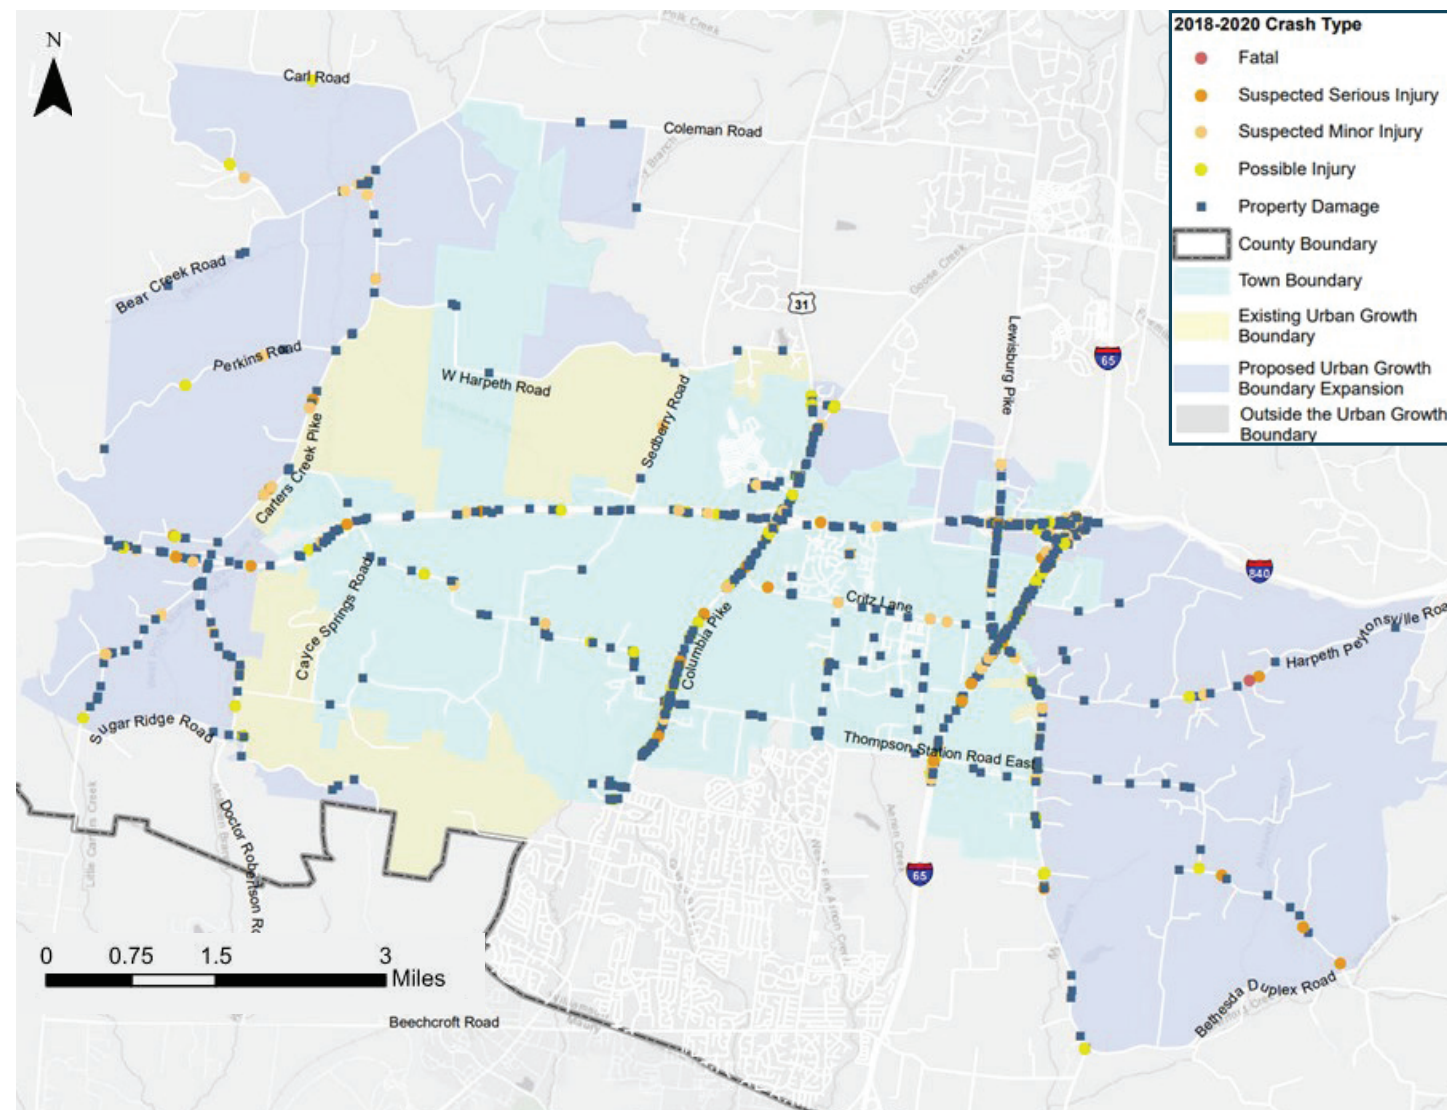 N
2018-2020 Crash Type
Fatal
Suspected Serious Injury
Suspected Minor Injury
Possible Injury
Property Damage
County Boundary
Town Boundary
Existing Urban Growth
Boundary
Proposed Urban Growth
Boundary Expansion
Outside the Urban Growth
Boundary
Carl Road
Coleman Road
Bear Creek Road
Goose Creek
31
Lewisburg Pike
65
Perkins Road
W Harpeth Road
Sedberry Road
Carters Creek Pike
840
Cayce Springs Road
Critz Lane
Columbia Pike
Harpeth Peytonsville Roa
Sugar Ridge Road
Thompson Station Road East
Doctor Robertson Ro
65
0 0.75 1.5 3
Miles
Bethesda Duplex Road
Beechcroft Road